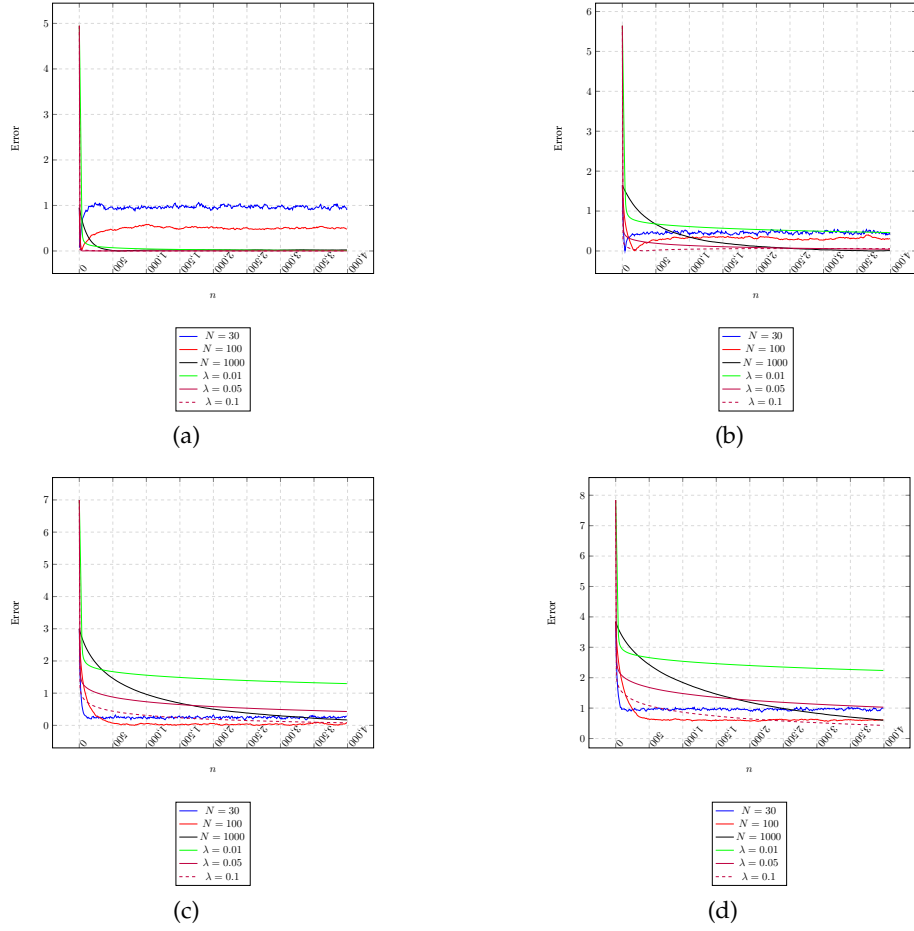 5
4
3
2
1
0
Error
0
500
1,000
1,500
2,000
2,500
3,000
3,500
4,000
n
N = 30
N = 100
N = 1000
λ = 0.01
λ = 0.05
λ = 0.1
(a)
6
5
4
3
2
1
0
Error
0
500
1,000
1,500
2,000
2,500
3,000
3,500
4,000
n
N = 30
N = 100
N = 1000
λ = 0.01
λ = 0.05
λ = 0.1
(b)
7
6
5
4
3
2
1
0
Error
0
500
1,000
1,500
2,000
2,500
3,000
3,500
4,000
n
N = 30
N = 100
N = 1000
λ = 0.01
λ = 0.05
λ = 0.1
(c)
8
7
6
5
4
3
2
1
0
Error
0
500
1,000
1,500
2,000
2,500
3,000
3,500
4,000
n
N = 30
N = 100
N = 1000
λ = 0.01
λ = 0.05
λ = 0.1
(d)